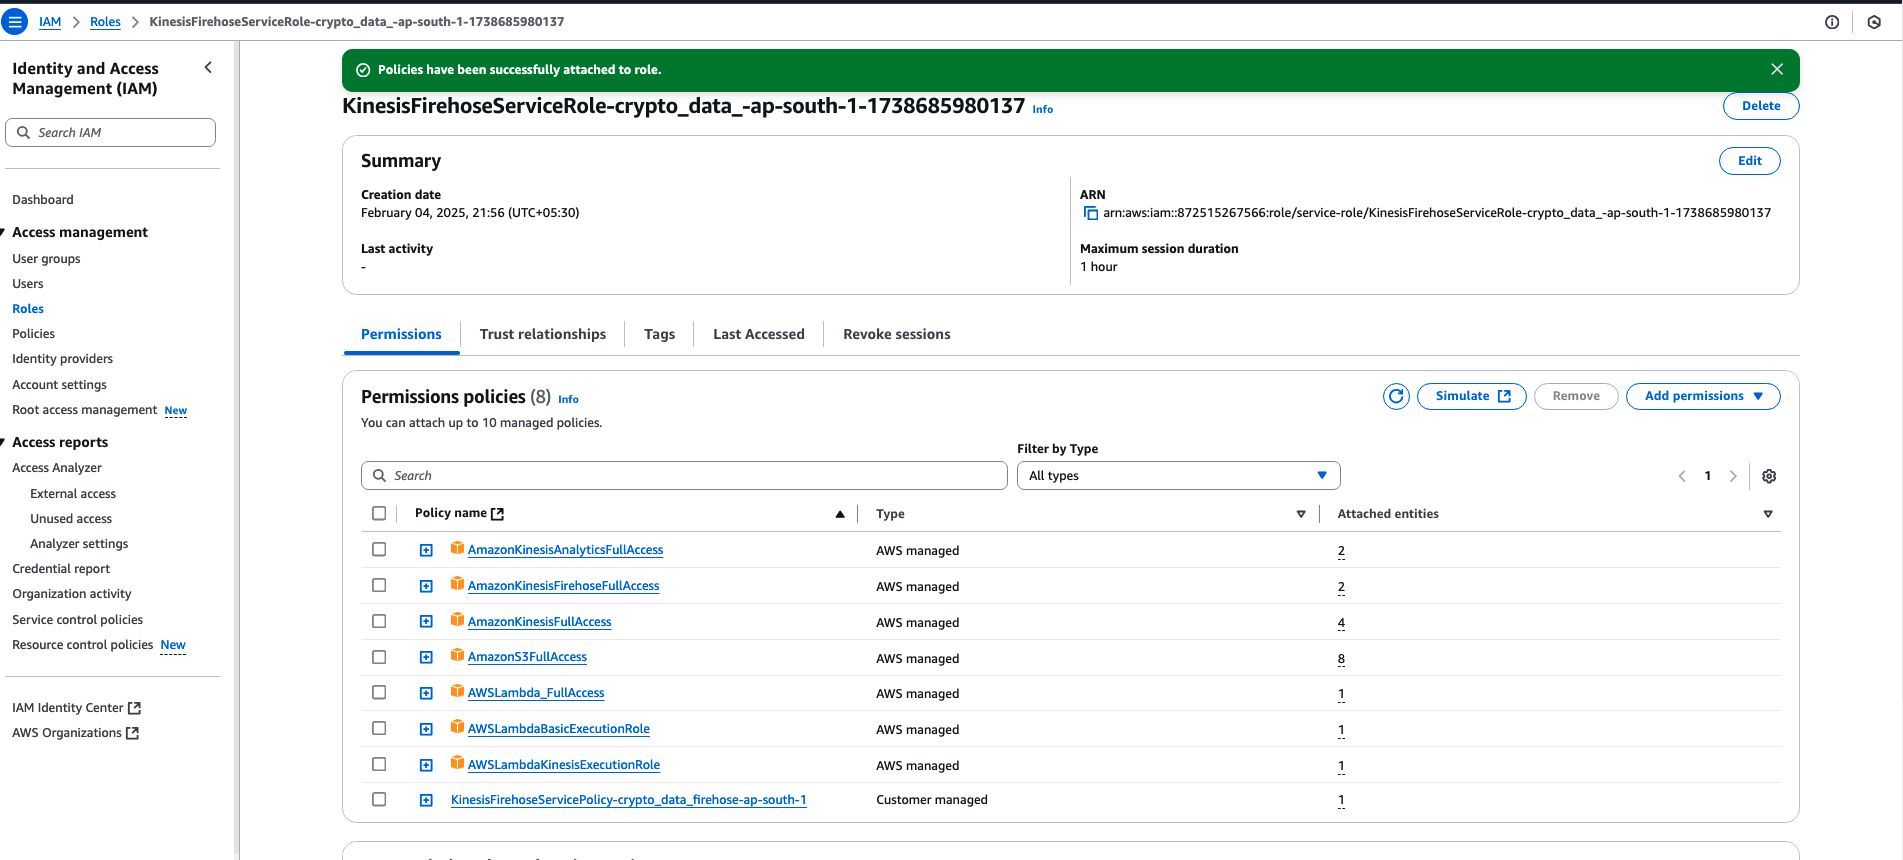 IAM > Roles > KinesisFirehoseServiceRole-crypto_data_-ap-south-1-1738685980137
Identity and Access
Management (IAM)
Search IAM
Dashboard
Access management
User groups
Users
Roles
Policies
Identity providers
Account settings
Root access management New
Access reports
Access Analyzer
External access
Unused access
Analyzer settings
Credential report
Organization activity
Service control policies
Resource control policies New
IAM Identity Center
AWS Organizations
Policies have been successfully attached to role.
KinesisFirehoseServiceRole-crypto_data_-ap-south-1-1738685980137 Info
Delete
Summary
Edit
Creation date
February 04, 2025, 21:56 (UTC+05:30)
ARN
arn:aws:iam::872515267566:role/service-role/KinesisFirehoseServiceRole-crypto_data_-ap-south-1-1738685980137
Last activity
-
Maximum session duration
1 hour
Permissions Trust relationships Tags Last Accessed Revoke sessions
Permissions policies (8) Info
Simulate Remove Add permissions
You can attach up to 10 managed policies.
Filter by Type
Search
All types
1
Policy name Type Attached entities
AmazonKinesisAnalyticsFullAccess AWS managed 2
AmazonKinesisFirehoseFullAccess AWS managed 2
AmazonKinesisFullAccess AWS managed 4
AmazonS3FullAccess AWS managed 8
AWSLambda_FullAccess AWS managed 1
AWSLambdaBasicExecutionRole AWS managed 1
AWSLambdaKinesisExecutionRole AWS managed 1
KinesisFirehoseServicePolicy-crypto_data_firehose-ap-south-1 Customer managed 1